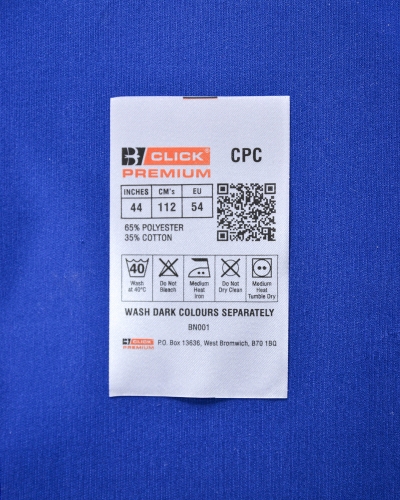 B CLICK® CPC
PREMIUM
INCHES CM's EU
44 112 54
65% POLYESTER
35% COTTON
40
Wash at 40°C
Do Not Bleach
Medium Heat Iron
Do Not Dry Clean
Medium Heat Tumble Dry
WASH DARK COLOURS SEPARATELY
BN001
B CLICK PREMIUM P.O. Box 13636, West Bromwich, B70 1BQ